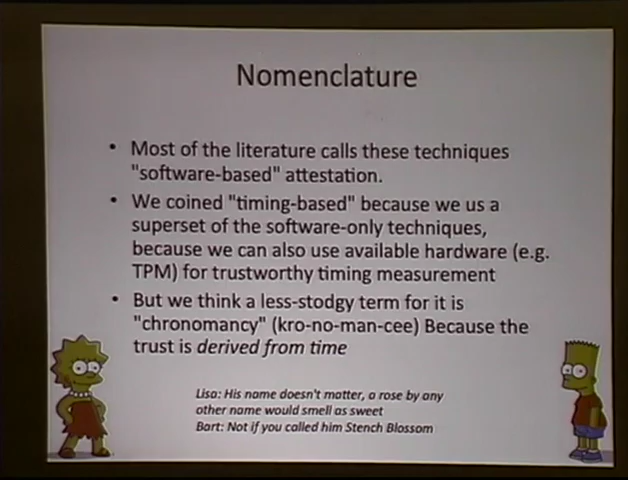 Nomenclature
• Most of the literature calls these techniques
"software-based" attestation.
• We coined "timing-based" because we us a
superset of the software-only techniques,
because we can also use available hardware (e.g.
TPM) for trustworthy timing measurement
• But we think a less-stodgy term for it is
"chronomancy" (kro-no-man-cee) Because the
trust is derived from time
Lisa: His name doesn't matter, a rose by any
other name would smell as sweet
Bart: Not if you called him Stench Blossom